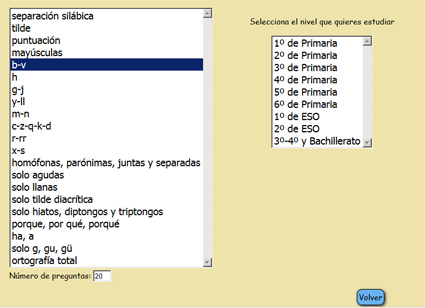 separación silábica
tilde
puntuación
mayúsculas
b-v
h
g-j
y-ll
m-n
c-z-q-k-d
r-rr
x-s
homófonas, parónimas, juntas y separadas
solo agudas
solo llanas
solo tilde diacrítica
solo hiatos, diptongos y triptongos
porque, por qué, porqué
ha, a
solo g, gu, gü
ortografía total
Número de preguntas: 20
Selecciona el nivel que quieres estudiar
1º de Primaria
2º de Primaria
3º de Primaria
4º de Primaria
5º de Primaria
6º de Primaria
1º de ESO
2º de ESO
3º-4º y Bachillerato
Volver